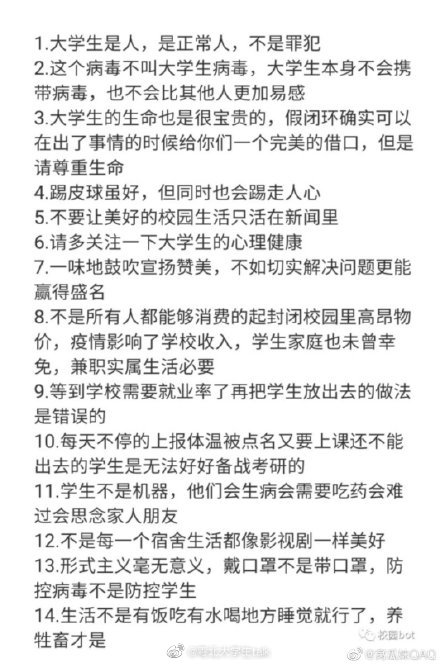 1.大学生是人，是正常人，不是罪犯
2.这个病毒不叫大学生病毒，大学生本身不会携
带病毒，也不会比其他人更加易感
3.大学生的生命也是很宝贵的，假闭环确实可以
在出了事情的时候给你们一个完美的借口，但是
请尊重生命
4.踢皮球虽好，但同时也会踢走人心
5.不要让美好的校园生活只活在新闻里
6.请多关注一下大学生的心理健康
7.一味地鼓吹宣扬赞美，不如切实解决问题更能
赢得盛名
8.不是所有人都能够消费的起封闭校园里高昂物
价，疫情影响了学校收入，学生家庭也未曾幸
免，兼职实属生活必要
9.等到学校需要就业率了再把学生放出去的做法
是错误的
10.每天不停的上报体温被点名又要上课还不能
出去的学生是无法好好备战考研的
11.学生不是机器，他们会生病会需要吃药会难
过会思念家人朋友
12.不是每一个宿舍生活都像影视剧一样美好
13.形式主义毫无意义，戴口罩不是带口罩，防
控病毒不是防控学生
14.生活不是有饭吃有水喝地方睡觉就行了，养
牲畜才是
校园bot